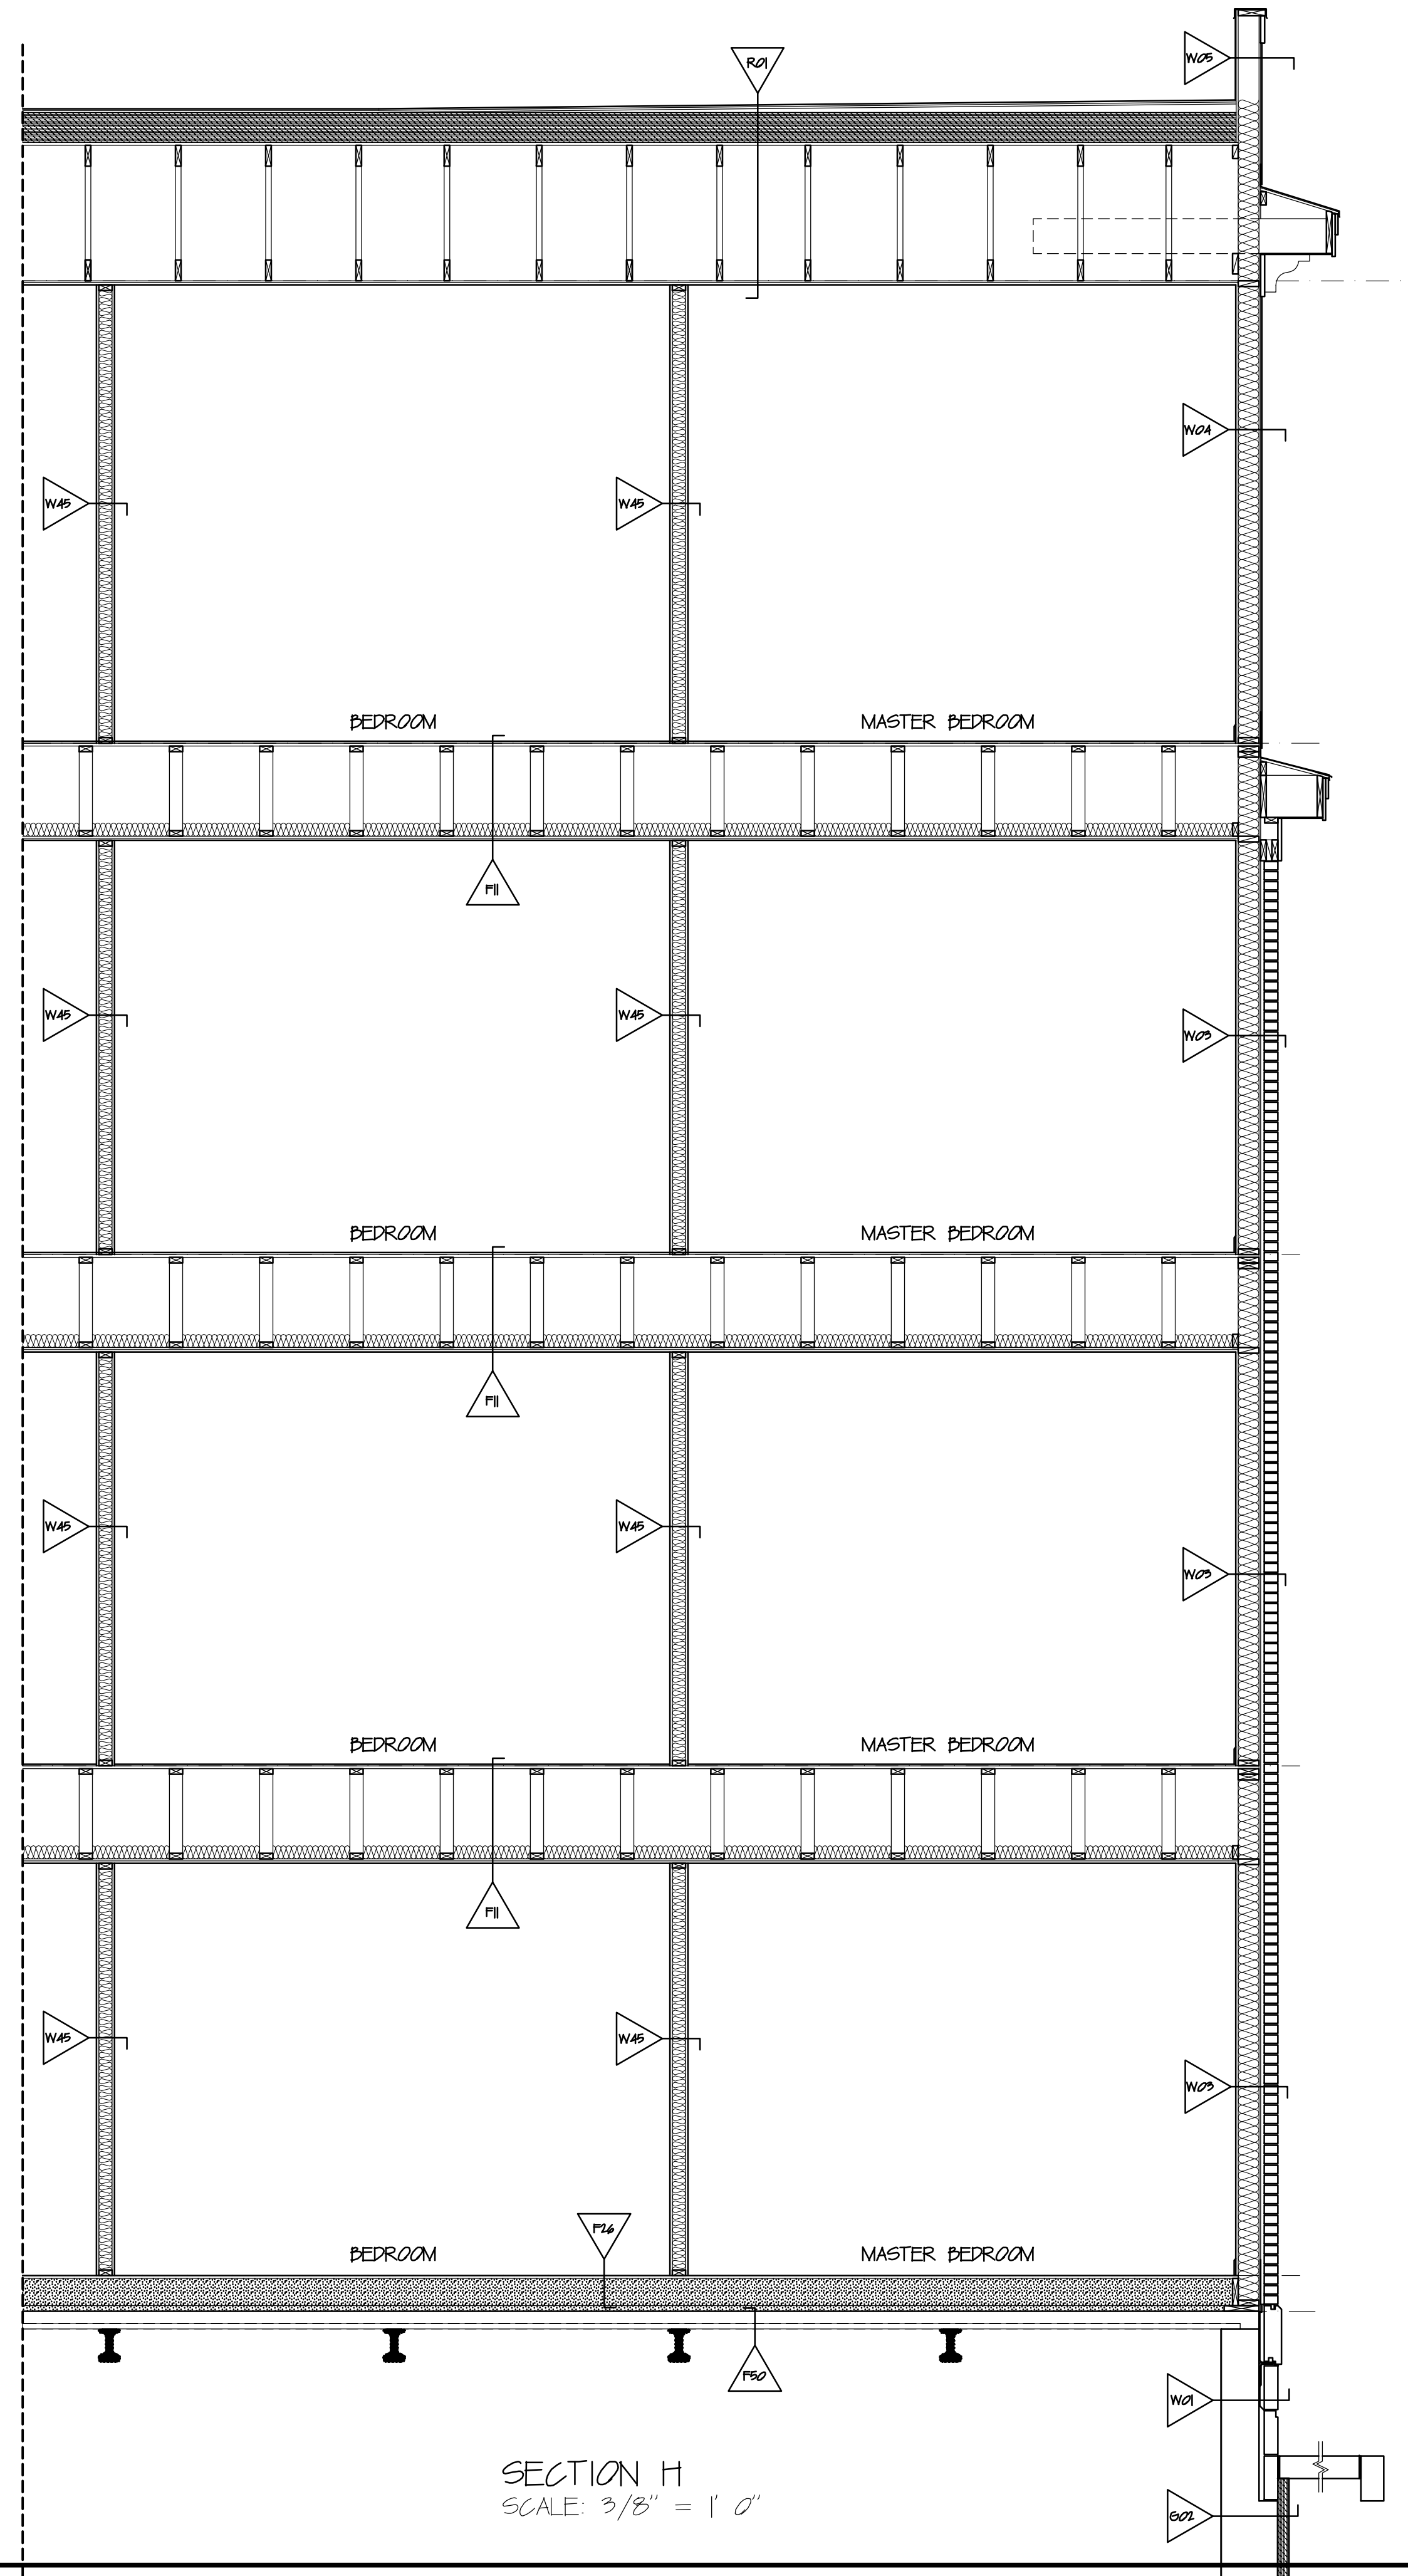 W05
R01
W04
W45
W45
BEDROOM
MASTER BEDROOM
F11
W45
W45
W03
BEDROOM
MASTER BEDROOM
F11
W45
W45
W03
BEDROOM
MASTER BEDROOM
F11
W45
W45
W03
F26
BEDROOM
MASTER BEDROOM
F50
W01
SECTION H
SCALE: 3/8" = 1' 0"
G02